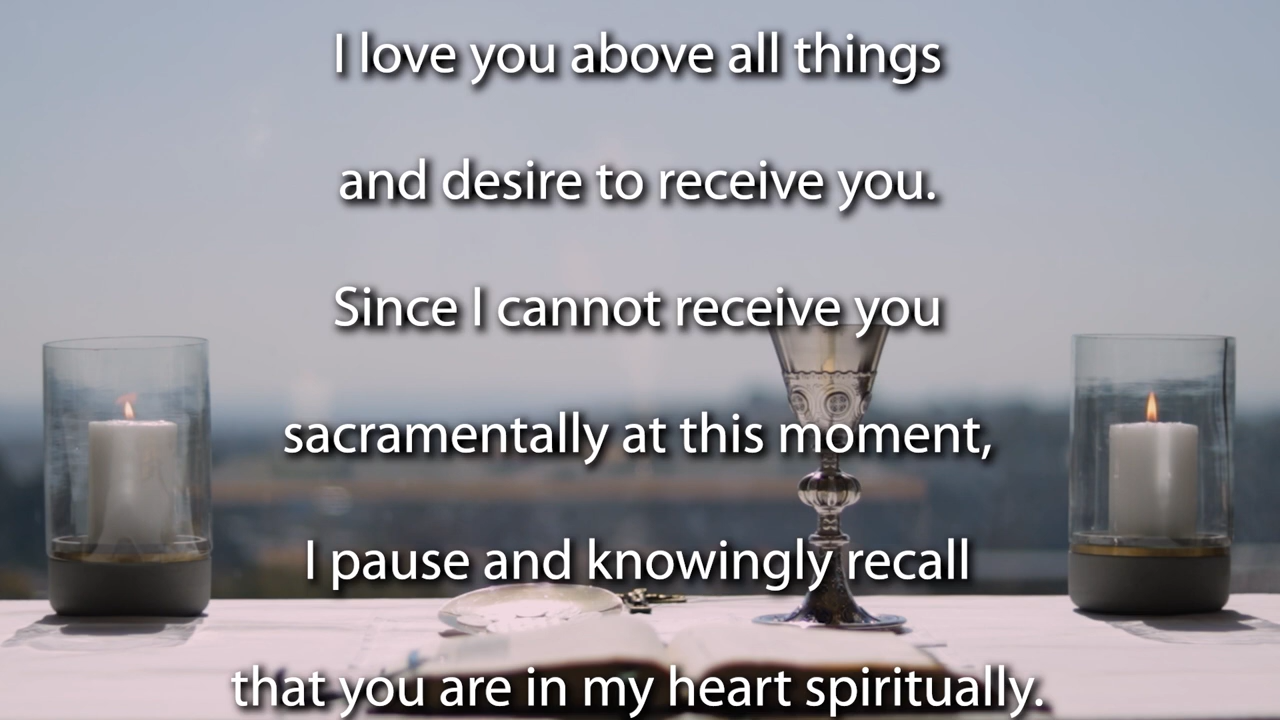 I love you above all things
and desire to receive you.
Since I cannot receive you
sacramentally at this moment,
I pause and knowingly recall
that you are in my heart spiritually.